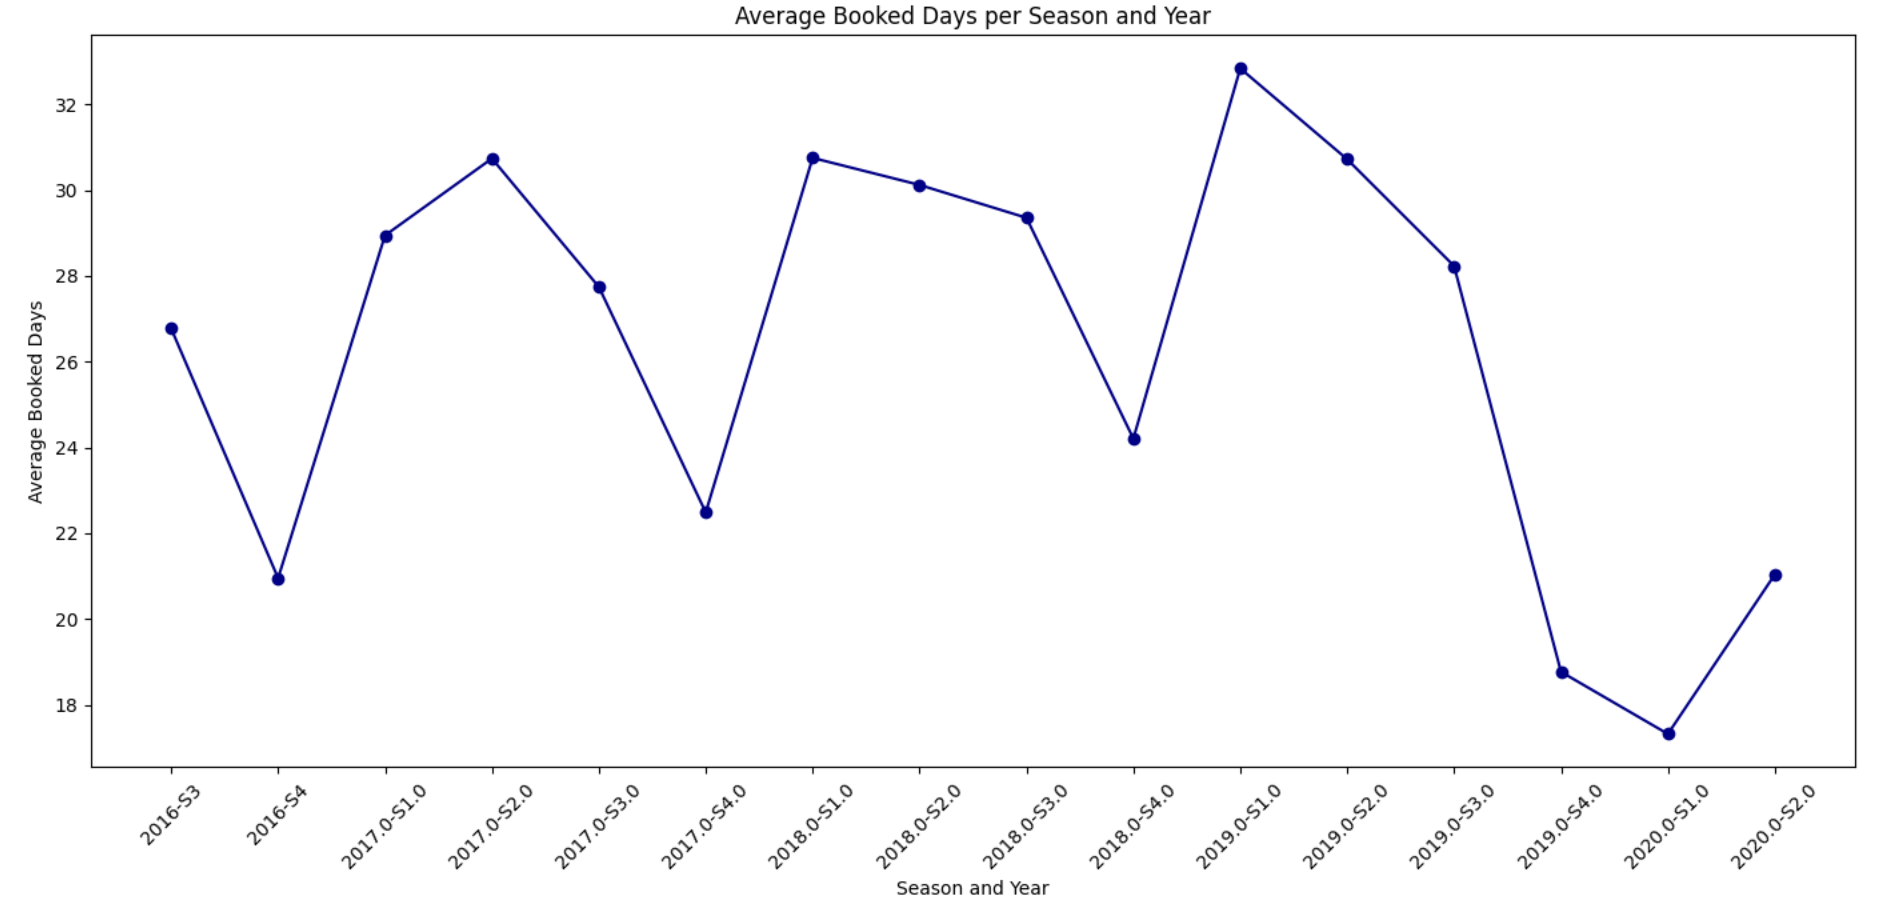 Average Booked Days per Season and Year
Average Booked Days
32
30
28
26
24
22
20
18
2016-S3
2016-S4
2017.0-S1.0
2017.0-S2.0
2017.0-S3.0
2017.0-S4.0
2018.0-S1.0
2018.0-S2.0
2018.0-S3.0
2018.0-S4.0
2019.0-S1.0
2019.0-S2.0
2019.0-S3.0
2019.0-S4.0
2020.0-S1.0
2020.0-S2.0
Season and Year